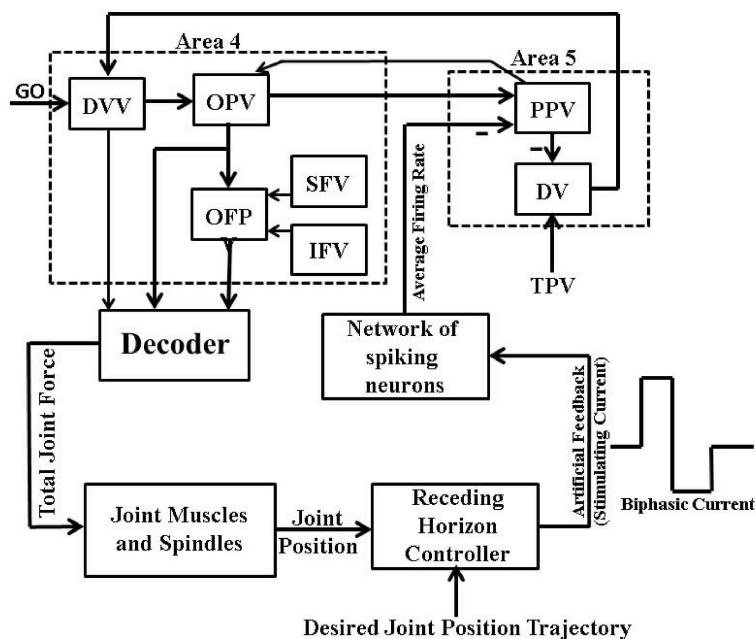 Area 4
Area 5
GO
DVV
OPV
PPV
-
-
SFV
DV
OFP
V
IFV
TPV
Average Firing Rate
Decoder
Network of
spiking
neurons
Total Joint Force
Artificial Feedback
(Stimulating Current)
Biphasic Current
Joint Muscles
and Spindles
Joint
Position
Receding
Horizon
Controller
Desired Joint Position Trajectory